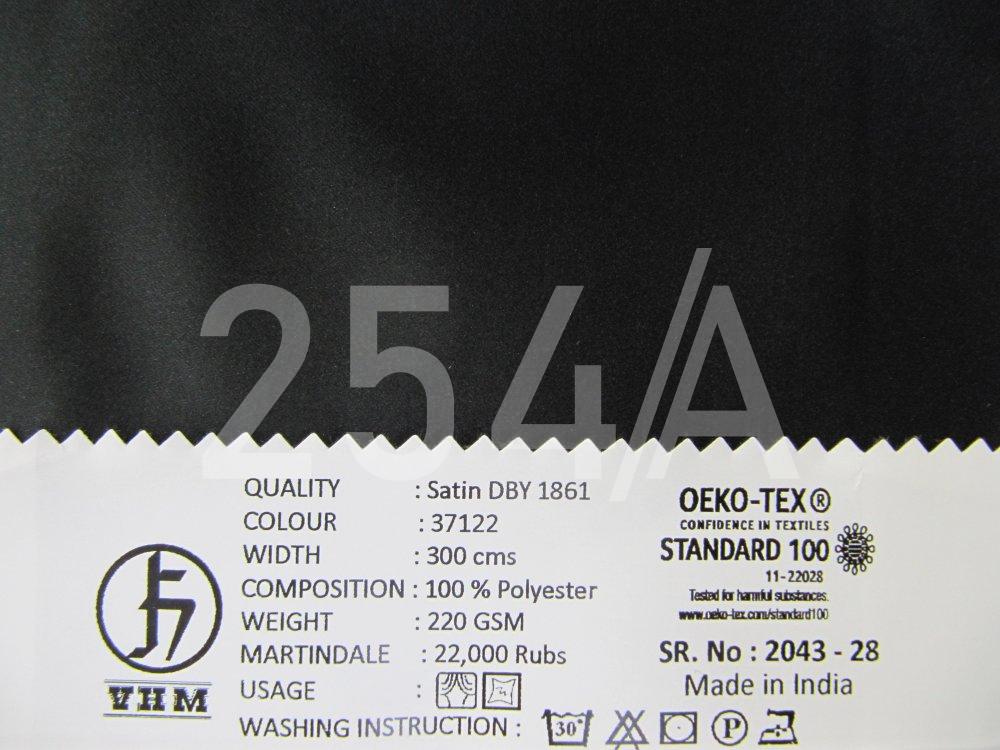 254/A
QUALITY : Satin DBY 1861
COLOUR : 37122
WIDTH : 300 cms
COMPOSITION : 100 % Polyester
WEIGHT : 220 GSM
MARTINDALE : 22,000 Rubs
USAGE :
WASHING INSTRUCTION : 30° P
VHM
OEKO-TEX®
CONFIDENCE IN TEXTILES
STANDARD 100
11-22028
Tested for harmful substances.
www.oeko-tex.com/standard100
SR. No : 2043 - 28
Made in India